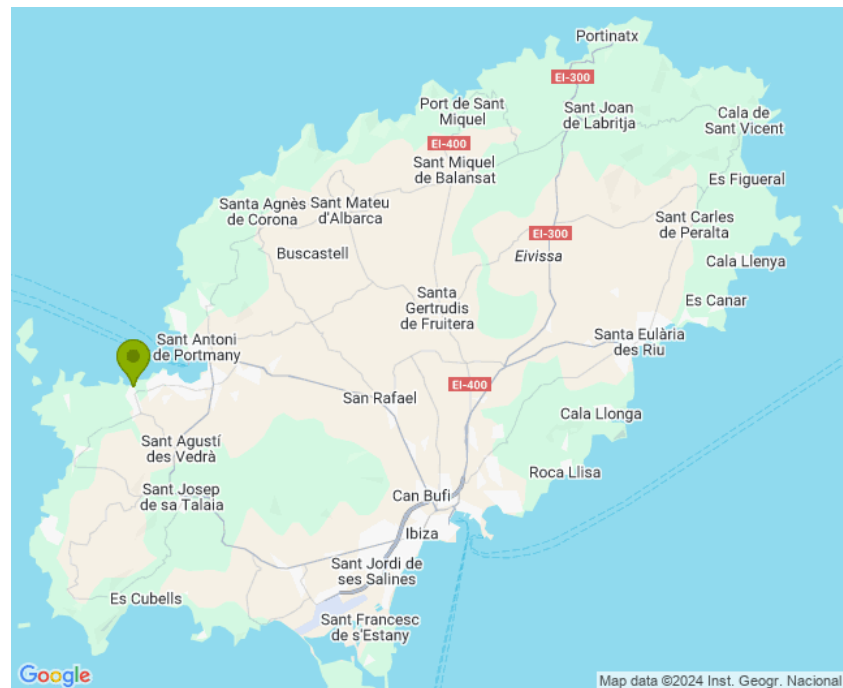 Portinatx
EI-300
Port de Sant
Miquel
Sant Joan
de Labritja
Cala de
Sant Vicent
EI-400
Sant Miquel
de Balansat
Es Figueral
Santa Agnès
de Corona
Sant Mateu
d'Albarca
Sant Carles
de Peralta
EI-300
Buscastell
Eivissa
Cala Llenya
Santa
Gertrudis
de Fruitera
Es Canar
Sant Antoni
de Portmany
Santa Eulària
des Riu
EI-400
San Rafael
Cala Llonga
Sant Agustí
des Vedrà
Roca Llisa
Sant Josep
de sa Talaia
Can Bufi
Ibiza
Sant Jordi de
ses Salines
Es Cubells
Sant Francesc
de s'Estany
Google
Map data ©2024 Inst. Geogr. Nacional